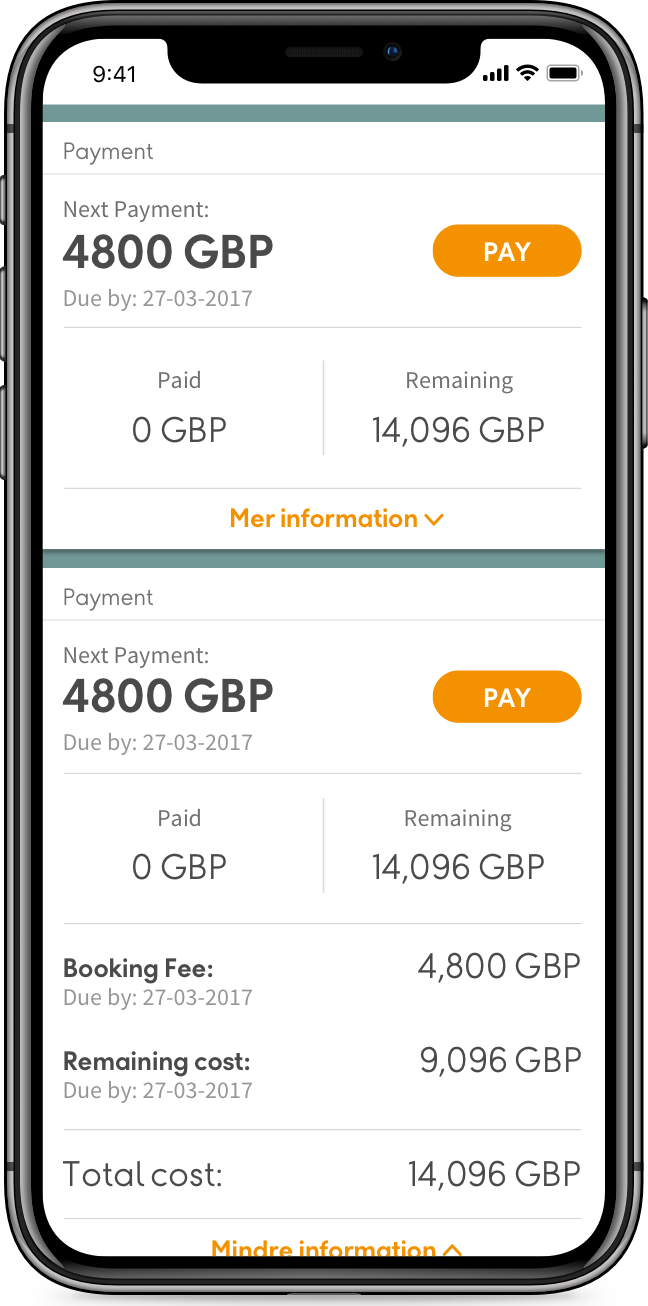 9:41
Payment
Next Payment:
4800 GBP
PAY
Due by: 27-03-2017
Paid
Remaining
0 GBP
14,096 GBP
Mer information
Payment
Next Payment:
4800 GBP
PAY
Due by: 27-03-2017
Paid
Remaining
0 GBP
14,096 GBP
Booking Fee:
4,800 GBP
Due by: 27-03-2017
Remaining cost:
9,096 GBP
Due by: 27-03-2017
Total cost:
14,096 GBP
Mindre information